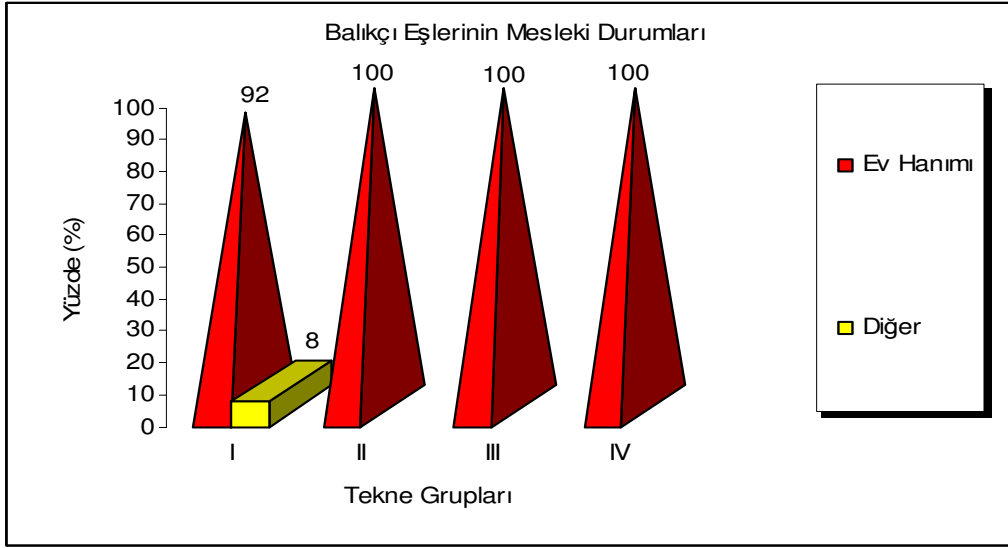 Balıkçı Eşlerinin Mesleki Durumları
92
100
100
100
8
100
90
80
70
60
50
40
30
20
10
0
Yüzde (%)
I
II
III
IV
Tekne Grupları
Ev Hanımı
Diğer